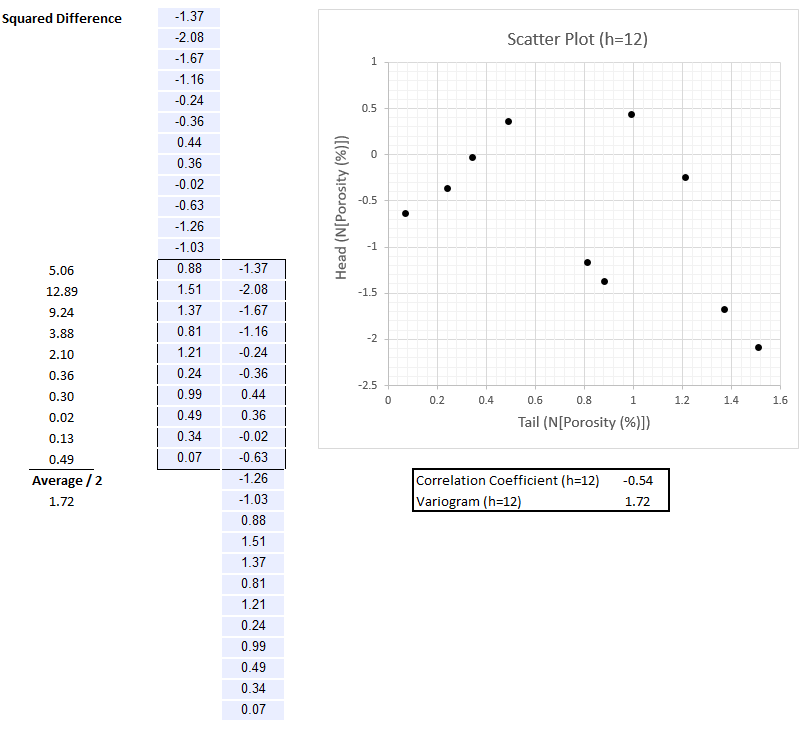 Squared Difference
-1.37
-2.08
-1.67
-1.16
-0.24
-0.36
0.44
0.36
-0.02
-0.63
-1.26
-1.03
5.06 0.88 -1.37
12.89 1.51 -2.08
9.24 1.37 -1.67
3.88 0.81 -1.16
2.10 1.21 -0.24
0.36 0.24 -0.36
0.30 0.99 0.44
0.02 0.49 0.36
0.13 0.34 -0.02
0.49 0.07 -0.63
Average / 2 -1.26
1.72 -1.03
0.88
1.51
1.37
0.81
1.21
0.24
0.99
0.49
0.34
0.07
Scatter Plot (h=12)
Head (N[Porosity (%)])
1
0.5
0
-0.5
-1
-1.5
-2
-2.5
0 0.2 0.4 0.6 0.8 1 1.2 1.4 1.6
Tail (N[Porosity (%)])
Correlation Coefficient (h=12) -0.54
Variogram (h=12) 1.72